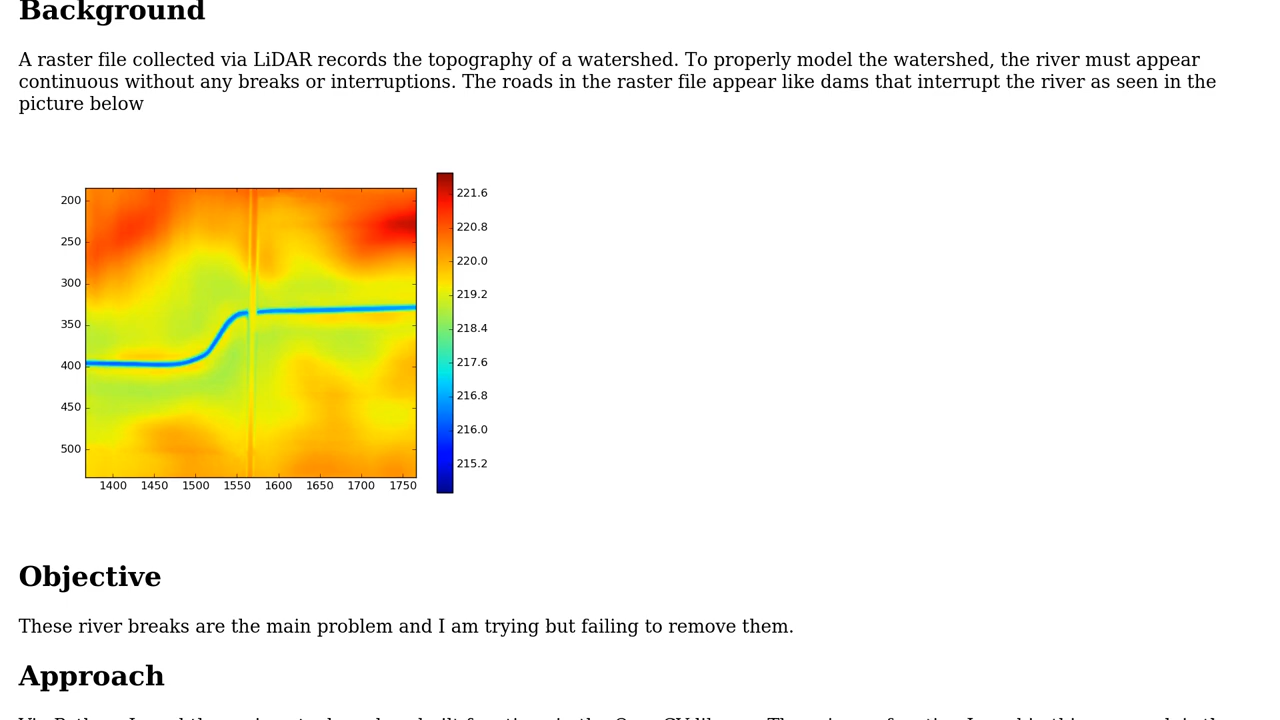 Background
A raster file collected via LiDAR records the topography of a watershed. To properly model the watershed, the river must appear
continuous without any breaks or interruptions. The roads in the raster file appear like dams that interrupt the river as seen in the
picture below
221.6
220.8
220.0
219.2
218.4
217.6
216.8
216.0
215.2
200
250
300
350
400
450
500
1400 1450 1500 1550 1600 1650 1700 1750
Objective
These river breaks are the main problem and I am trying but failing to remove them.
Approach